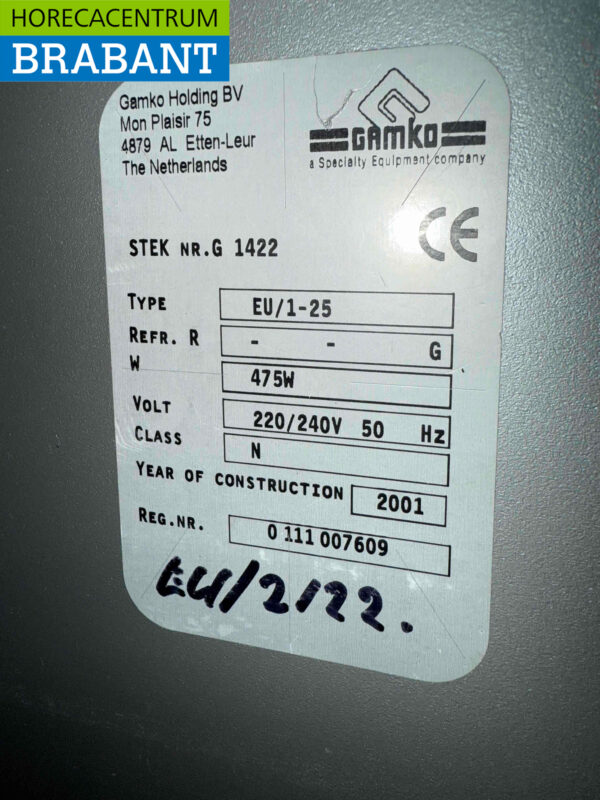 HORECACENTRUM
BRABANT
Gamko Holding BV
Mon Plaisir 75
4879 AL Etten-Leur
The Netherlands
GAMKO
a Specialty Equipment company
CE
STEK NR.G 1422
TYPE EU/1-25
REFR. R - - G
W 475W
VOLT 220/240V 50 Hz
CLASS N
YEAR OF CONSTRUCTION 2001
REG.NR. 0 111 007609
EU/2/22.